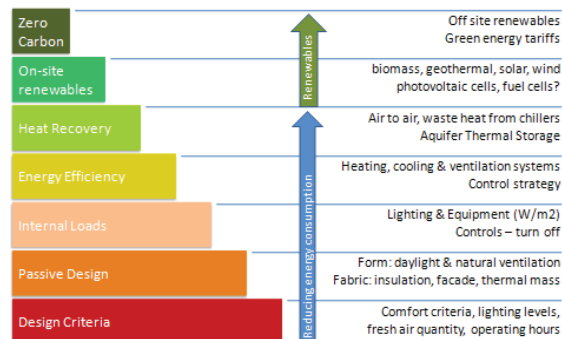 Zero
Carbon
Off site renewables
Green energy tariffs
On-site
renewables
biomass, geothermal, solar, wind
photovoltaic cells, fuel cells?
Heat Recovery
Air to air, waste heat from chillers
Aquifer Thermal Storage
Energy Efficiency
Heating, cooling & ventilation systems
Control strategy
Internal Loads
Lighting & Equipment (W/m2)
Controls – turn off
Passive Design
Form: daylight & natural ventilation
Fabric: insulation, facade, thermal mass
Design Criteria
Comfort criteria, lighting levels,
fresh air quantity, operating hours
Renewables
Reducing energy consumption